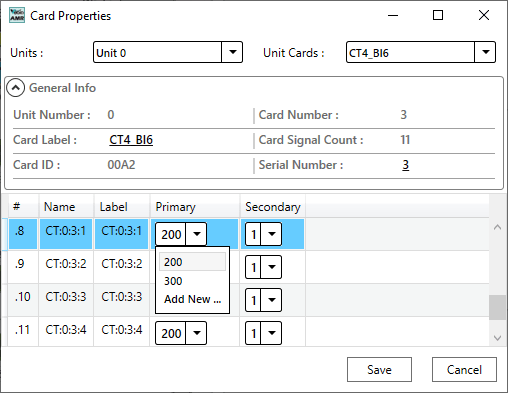 Card Properties
Units : Unit 0 Unit Cards : CT4_BI6
General Info
Unit Number : 0 Card Number : 3
Card Label : CT4_BI6 Card Signal Count : 11
Card ID : 00A2 Serial Number : 3
# Name Label Primary Secondary
.8 CT:0:3:1 CT:0:3:1 200 1
.9 CT:0:3:2 CT:0:3:2 200 1
.10 CT:0:3:3 CT:0:3:3 300 1
Add New ...
.11 CT:0:3:4 CT:0:3:4 200 1
Save Cancel